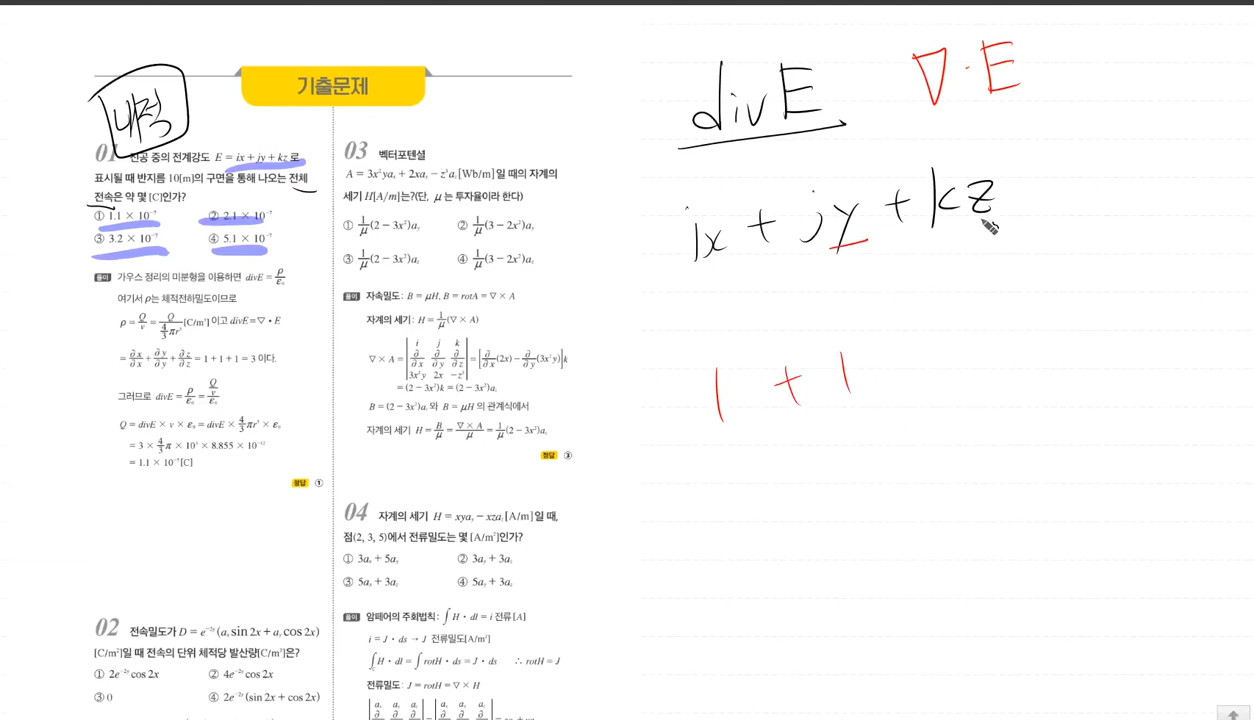 기출문제
내적
01 진공 중의 전계강도 E = ix + jy + kz로
표시될 때 반지름 10[m]의 구면을 통해 나오는 전체
전속은 약 몇 [C]인가?
① 1.1 × 10⁻⁷ ② 2.1 × 10⁻⁷
③ 3.2 × 10⁻⁷ ④ 5.1 × 10⁻⁷
풀이 가우스 정리의 미분형을 이용하면 divE = ρ/ε₀
여기서 ρ는 체적전하밀도이므로
ρ = Q/v = Q/(4/3 πr³) [C/m³] 이고 divE = ∇ • E
= ∂x/∂x + ∂y/∂y + ∂z/∂z = 1 + 1 + 1 = 3 이다.
그러므로 divE = ρ/ε₀ = (Q/v)/ε₀
Q = divE × v × ε₀ = divE × 4/3 πr³ × ε₀
= 3 × 4/3 π × 10³ × 8.855 × 10⁻¹²
= 1.1 × 10⁻⁷[C]
정답 ①
02 전속밀도가 D = e⁻²ˣ(aₓ sin 2x + aᵧ cos 2x)
[C/m²]일 때 전속의 단위 체적당 발산량[C/m³]은?
① 2e⁻²ˣ cos 2x ② 4e⁻²ˣ cos 2x
③ 0 ④ 2e⁻²ˣ (sin 2x + cos 2x)
03 벡터포텐셜
A = 3x²yaₓ + 2xaᵧ − z³a_z [Wb/m]일 때의 자계의
세기 H[A/m]는?(단, μ는 투자율이라 한다)
① 1/μ (2 − 3x²)aᵧ ② 1/μ (3 − 2x²)aᵧ
③ 1/μ (2 − 3x²)a_z ④ 1/μ (3 − 2x²)a_z
풀이 자속밀도 : B = μH, B = rotA = ∇ × A
자계의 세기 : H = 1/μ (∇ × A)
∇ × A = | i j k ; ∂/∂x ∂/∂y ∂/∂z ; 3x²y 2x −z³ | = [∂/∂x (2x) − ∂/∂y (3x²y)]k
= (2 − 3x²)k = (2 − 3x²)a_z
B = (2 − 3x²)a_z 와 B = μH 의 관계식에서
자계의 세기 H = B/μ = ∇ × A/μ = 1/μ (2 − 3x²)a_z
정답 ③
04 자계의 세기 H = xyaᵧ − xza_z [A/m]일 때,
점(2, 3, 5)에서 전류밀도는 몇 [A/m²]인가?
① 3aₓ + 5aᵧ ② 3aᵧ + 3a_z
③ 5aₓ + 3a_z ④ 5aᵧ + 3a_z
풀이 암페어의 주회법칙 : ∫ H • dl = i 전류 [A]
i = J • ds → J 전류밀도[A/m²]
∫c H • dl = ∫ rotH • ds = J • ds ∴ rotH = J
전류밀도 : J = rotH = ∇ × H
divE ∇ · E
ix + jy + kz
1 + 1